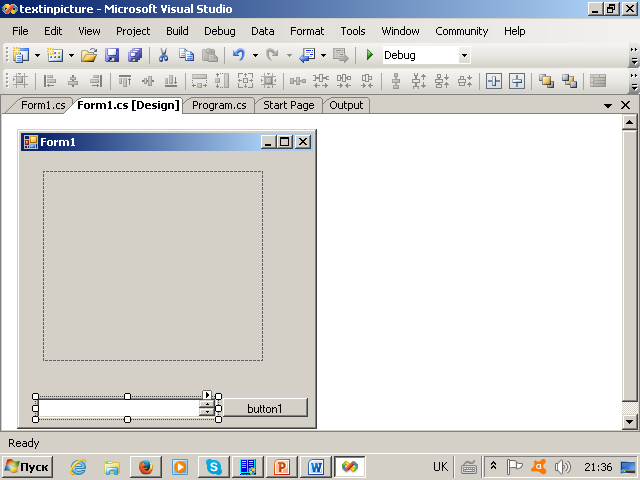 textinpicture - Microsoft Visual Studio
File Edit View Project Build Debug Data Format Tools Window Community Help
Debug
Form1.cs Form1.cs [Design] Program.cs Start Page Output
Form1
button1
Ready
Пуск UK 21:36